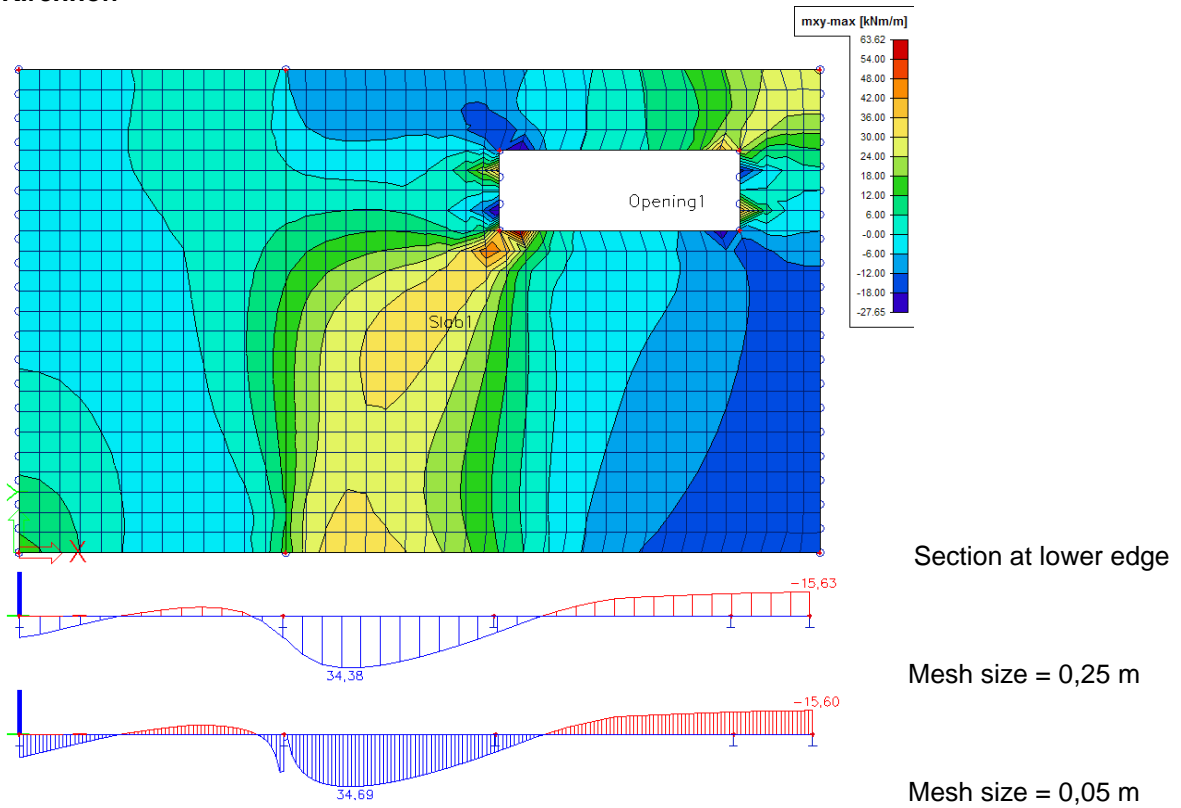 mxy-max [kNm/m]
63.62
54.00
48.00
42.00
36.00
30.00
24.00
18.00
12.00
6.00
-0.00
-6.00
-12.00
-18.00
-27.65
Opening1
Slab1
Y
X
Section at lower edge
-15,63
34,38
Mesh size = 0,25 m
-15,60
34,69
Mesh size = 0,05 m